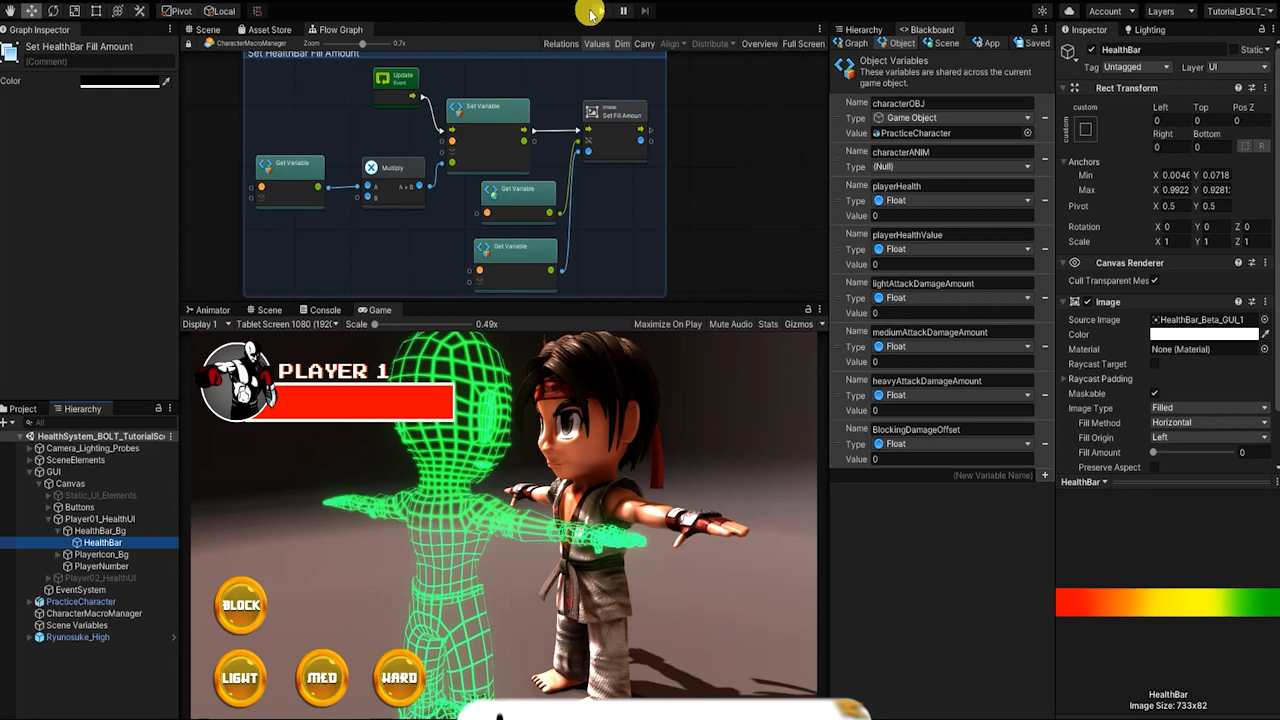 Pivot
Local
Account
Layers
Tutorial_BOLT_
Graph Inspector
Scene
Asset Store
Flow Graph
Hierarchy
Blackboard
Inspector
Lighting
Set HealthBar Fill Amount
(Comment)
Color
CharacterMacroManager
Zoom
0.7x
Relations
Values
Dim
Carry
Align
Distribute
Overview
Full Screen
Set HealthBar Fill Amount
Update
Event
Set Variable
Image
Set Fill Amoun
Get Variable
Multiply
A
A × B
B
Get Variable
Get Variable
Graph
Object
Scene
App
Saved
Object Variables
These variables are shared across the current
game object.
Name characterOBJ
Type Game Object
Value PracticeCharacter
Name characterANIM
Type (Null)
Name playerHealth
Type Float
Value 0
Name playerHealthValue
Type Float
Value 0
Name lightAttackDamageAmount
Type Float
Value 0
Name mediumAttackDamageAmount
Type Float
Value 0
Name heavyAttackDamageAmount
Type Float
Value 0
Name BlockingDamageOffset
Type Float
Value 0
(New Variable Name)
HealthBar
Static
Tag Untagged
Layer UI
Rect Transform
custom
Left Top Pos Z
0 0 0
custom
Right Bottom
0 0
R
Anchors
Min X 0.0046 Y 0.0718
Max X 0.9922 Y 0.9281
Pivot X 0.5 Y 0.5
Rotation X 0 Y 0 Z 0
Scale X 1 Y 1 Z 1
Canvas Renderer
Cull Transparent Mes
Image
Source Image HealthBar_Beta_GUI_1
Color
Material None (Material)
Raycast Target
Raycast Padding
Maskable
Image Type Filled
Fill Method Horizontal
Fill Origin Left
Fill Amount 0
Preserve Aspect
HealthBar
HealthBar
Image Size: 733x82
Animator
Scene
Console
Game
Display 1
Tablet Screen 1080 (192(
Scale
0.49x
Maximize On Play
Mute Audio
Stats
Gizmos
PLAYER 1
BLOCK
LIGHT
MED
HARD
Project
Hierarchy
All
HealthSystem_BOLT_TutorialSc
Camera_Lighting_Probes
SceneElements
GUI
Canvas
Static_UI_Elements
Buttons
Player01_HealthUI
HealthBar_Bg
HealthBar
PlayerIcon_Bg
PlayerNumber
Player02_HealthUI
EventSystem
PracticeCharacter
CharacterMacroManager
Scene Variables
Ryunosuke_High